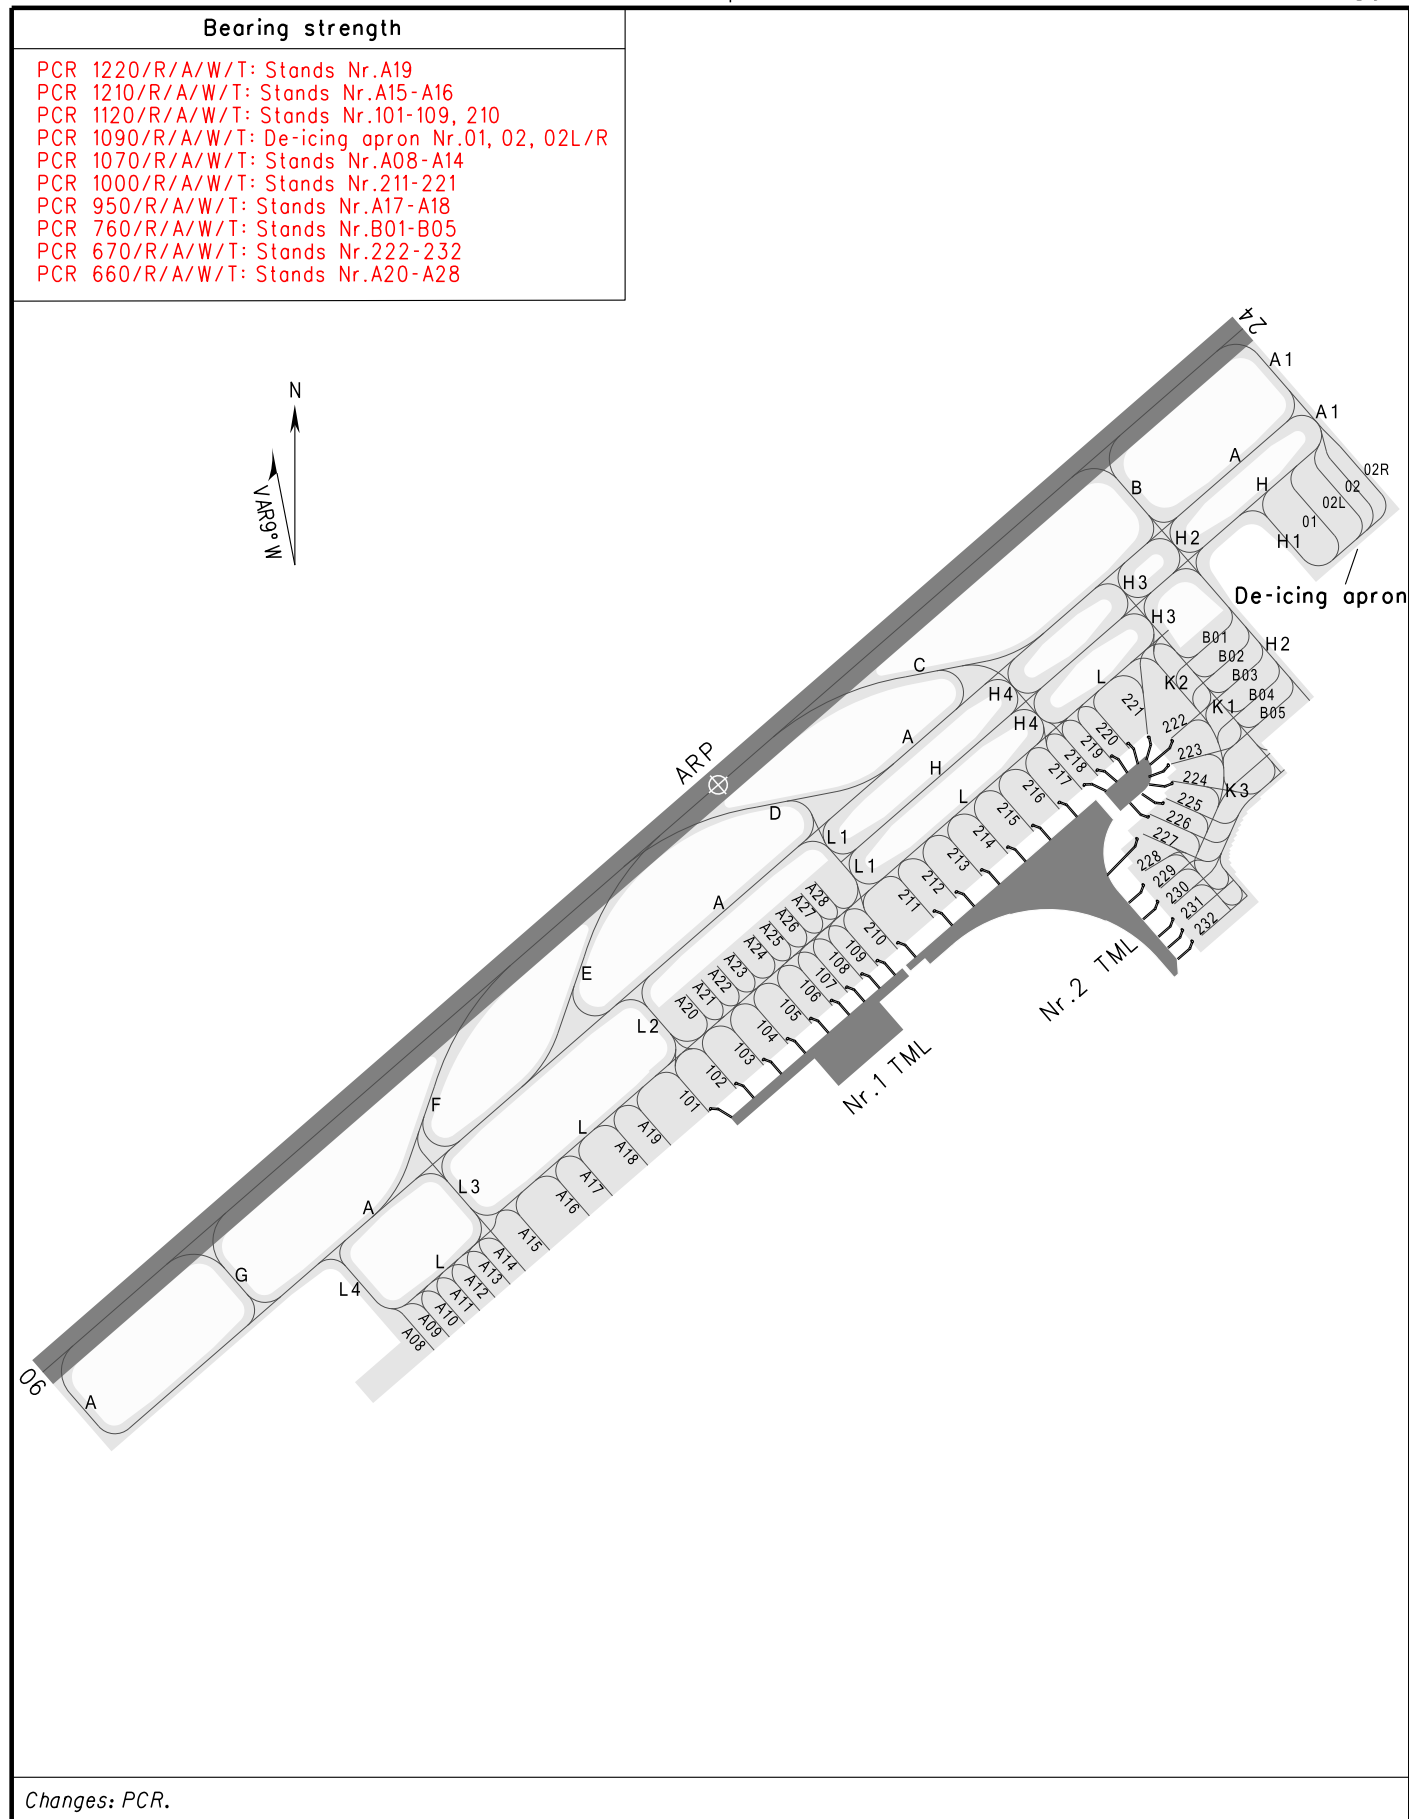 Bearing strength
PCR 1220/R/A/W/T: Stands Nr.A19
PCR 1210/R/A/W/T: Stands Nr.A15-A16
PCR 1120/R/A/W/T: Stands Nr.101-109, 210
PCR 1090/R/A/W/T: De-icing apron Nr.01, 02, 02L/R
PCR 1070/R/A/W/T: Stands Nr.A08-A14
PCR 1000/R/A/W/T: Stands Nr.211-221
PCR 950/R/A/W/T: Stands Nr.A17-A18
PCR 760/R/A/W/T: Stands Nr.B01-B05
PCR 670/R/A/W/T: Stands Nr.222-232
PCR 660/R/A/W/T: Stands Nr.A20-A28
24
A1
N
A1
A
02R
H
02
B
02L
VAR9°W
01
H2
H1
H3
De-icing apron
H3
B01
H2
B02
C
B03
L
K2
H4
B04
221
K1
B05
H4
222
220
A
219
223
ARP
218
H
217
224
K3
L
216
225
D
215
226
L1
214
227
213
228
L1
212
229
A28
211
230
A27
A
231
A26
210
232
A25
109
A24
108
Nr.2 TML
E
A23
107
A22
106
A21
105
A20
L2
104
103
102
Nr.1 TML
101
F
L
A19
A18
A17
L3
A16
A
A15
L
A14
G
A13
L4
A12
A11
A10
A09
A08
06
A
Changes: PCR.